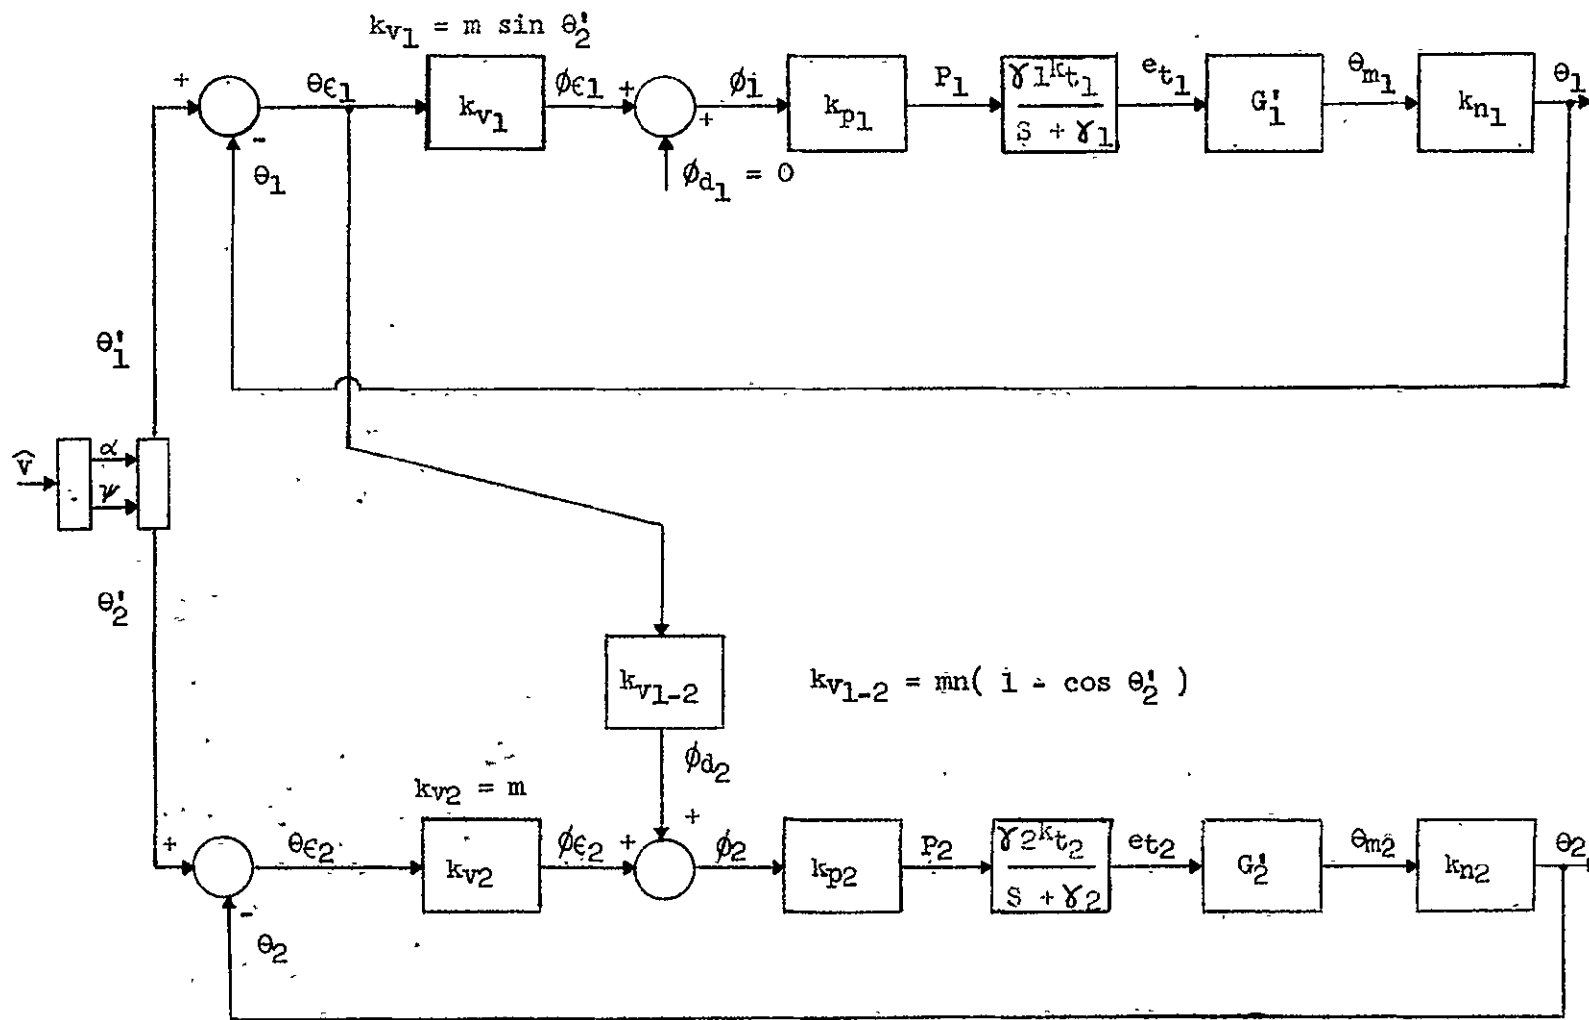 kv1 = m sin θ'2
+ θε1 kv1 φε1 + φi kp1 P1 γ1kt1 / S + γ1 et1 G'1 θm1 kn1 θ1
- +
θ1 φd1 = 0
θ'1
v̂ α
ψ
θ'2
kv1-2 kv1-2 = mn( i - cos θ'2 )
φd2
kv2 = m +
+ θε2 kv2 φε2 + φ2 kp2 P2 γ2kt2 / S + γ2 et2 G'2 θm2 kn2 θ2
-
θ2